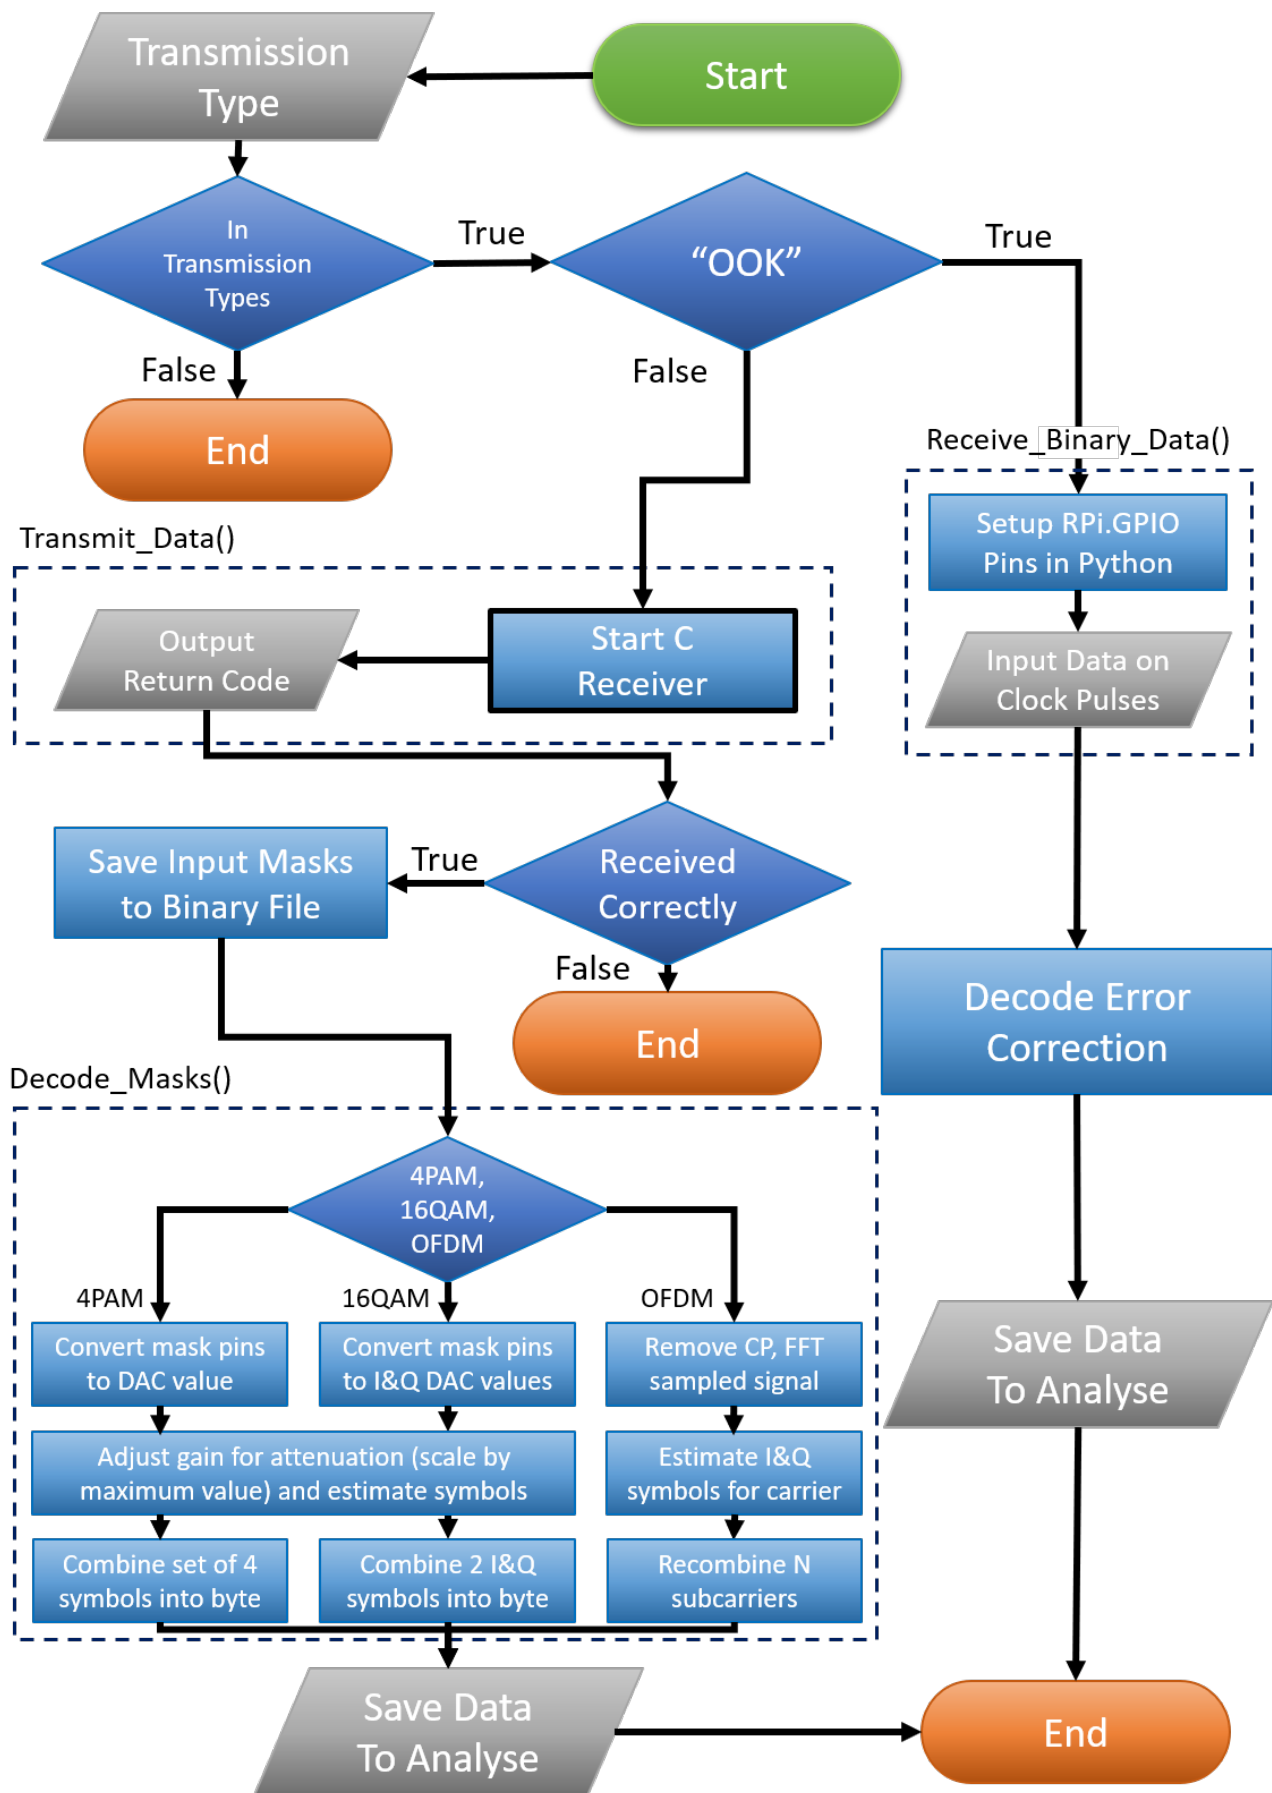 Transmission
Type
Start
In
Transmission
Types
True
“OOK”
True
False
End
False
Receive_Binary_Data()
Setup RPi.GPIO
Pins in Python
Input Data on
Clock Pulses
Transmit_Data()
Output
Return Code
Start C
Receiver
Save Input Masks
to Binary File
True
Received
Correctly
False
End
Decode Error
Correction
Decode_Masks()
4PAM,
16QAM,
OFDM
4PAM
16QAM
OFDM
Convert mask pins
to DAC value
Convert mask pins
to I&Q DAC values
Remove CP, FFT
sampled signal
Adjust gain for attenuation (scale by
maximum value) and estimate symbols
Estimate I&Q
symbols for carrier
Combine set of 4
symbols into byte
Combine 2 I&Q
symbols into byte
Recombine N
subcarriers
Save Data
To Analyse
Save Data
To Analyse
End